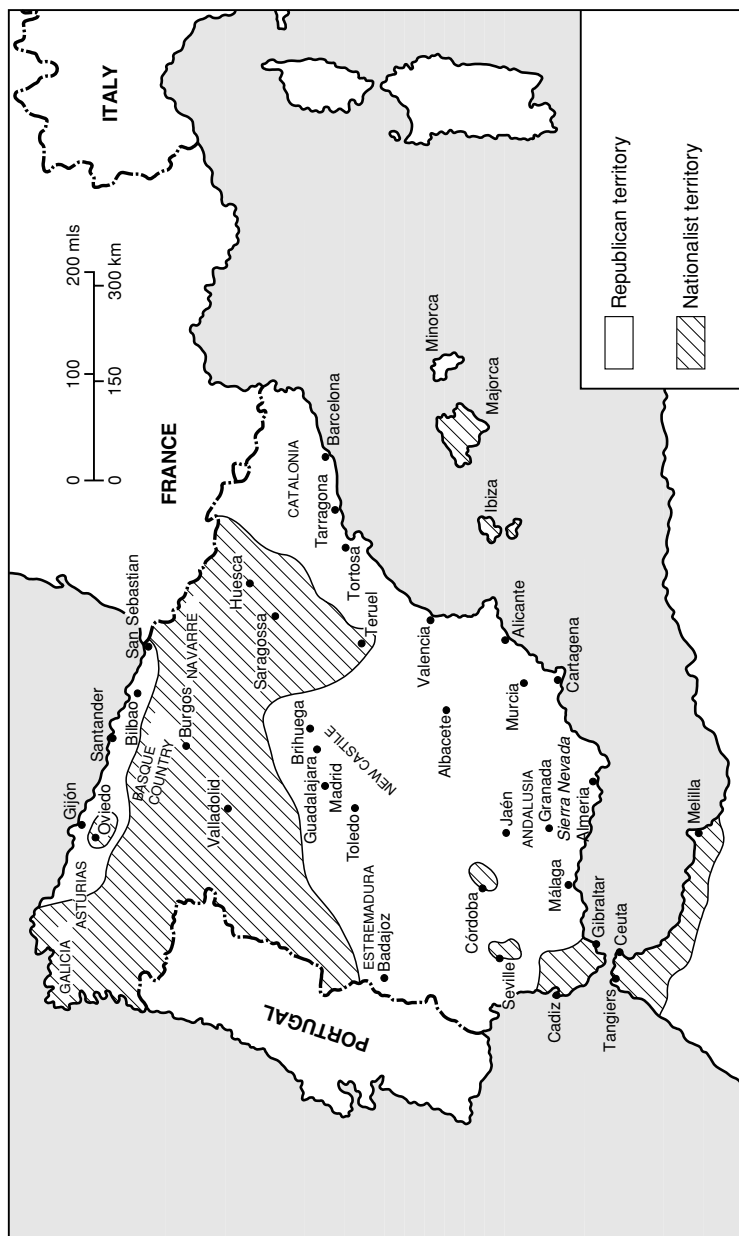 ITALY
FRANCE
PORTUGAL
0
100
200 mls
0
150
300 km
GALICIA
ASTURIAS
Gijón
Oviedo
Santander
Bilbao
San Sebastian
BASQUE
COUNTRY
NAVARRE
Burgos
Valladolid
Huesca
Saragossa
Teruel
CATALONIA
Barcelona
Tarragona
Tortosa
Brihuega
Guadalajara
Madrid
NEW CASTILE
Toledo
ESTREMADURA
Badajoz
Valencia
Albacete
Alicante
Murcia
Cartagena
Minorca
Majorca
Ibiza
Jaén
ANDALUSIA
Granada
Sierra Nevada
Almería
Córdoba
Seville
Málaga
Cadiz
Gibraltar
Ceuta
Tangiers
Melilla
Republican territory
Nationalist territory